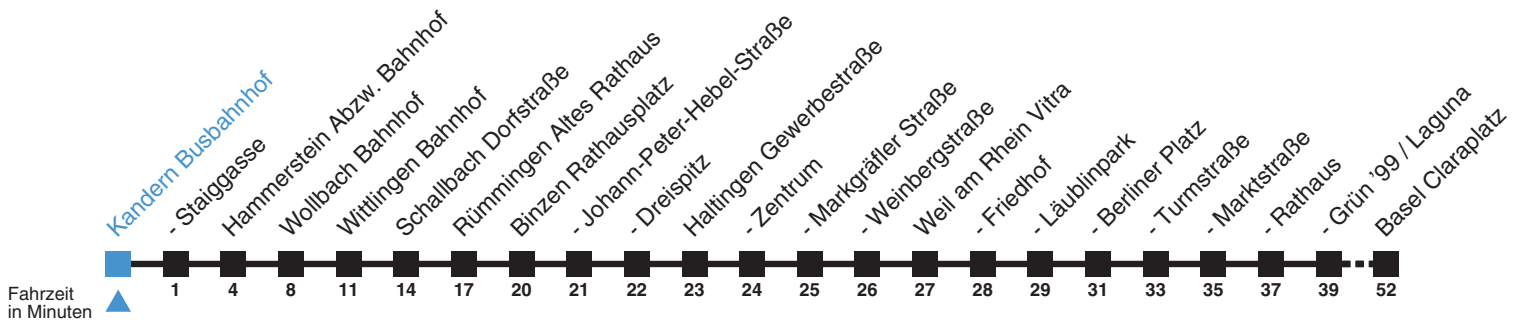 Kandern Busbahnhof
- Staiggasse
Hammerstein Abzw. Bahnhof
Wollbach Bahnhof
Wittlingen Bahnhof
Schallbach Dorfstraße
Rümmingen Altes Rathaus
Binzen Rathausplatz
- Johann-Peter-Hebel-Straße
- Dreispitz
Haltingen Gewerbestraße
- Zentrum
- Markgräfler Straße
- Weinbergstraße
Weil am Rhein Vitra
- Friedhof
- Läublinpark
- Berliner Platz
- Turmstraße
- Marktstraße
- Rathaus
- Grün ’99 / Laguna
Basel Claraplatz
Fahrzeit
in Minuten
1 4 8 11 14 17 20 21 22 23 24 25 26 27 28 29 31 33 35 37 39 52